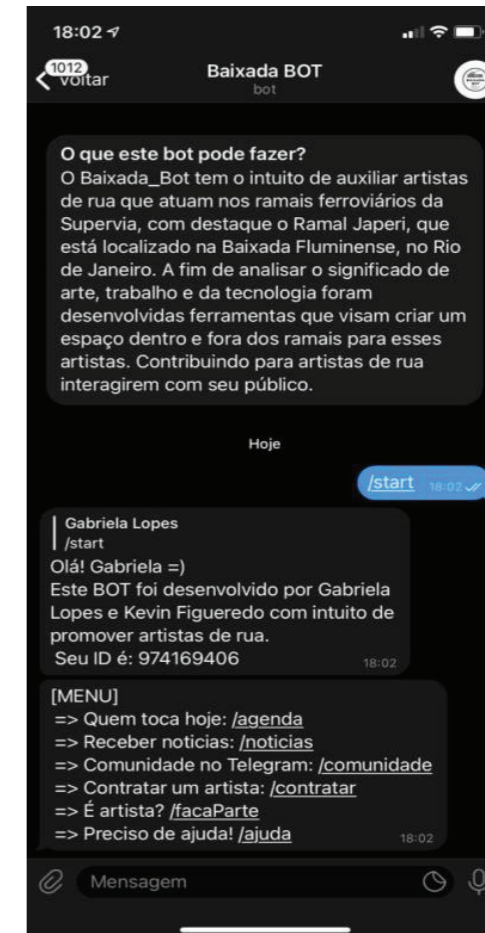 18:02
1012
Voltar
Baixada BOT
bot
O que este bot pode fazer?
O Baixada_Bot tem o intuito de auxiliar artistas
de rua que atuam nos ramais ferroviários da
Supervia, com destaque o Ramal Japeri, que
está localizado na Baixada Fluminense, no Rio
de Janeiro. A fim de analisar o significado de
arte, trabalho e da tecnologia foram
desenvolvidas ferramentas que visam criar um
espaço dentro e fora dos ramais para esses
artistas. Contribuindo para artistas de rua
interagirem com seu público.
Hoje
/start 18:02
Gabriela Lopes
/start
Olá! Gabriela =)
Este BOT foi desenvolvido por Gabriela
Lopes e Kevin Figueredo com intuito de
promover artistas de rua.
Seu ID é: 974169406 18:02
[MENU]
=> Quem toca hoje: /agenda
=> Receber noticias: /noticias
=> Comunidade no Telegram: /comunidade
=> Contratar um artista: /contratar
=> É artista? /facaParte
=> Preciso de ajuda! /ajuda 18:02
Mensagem